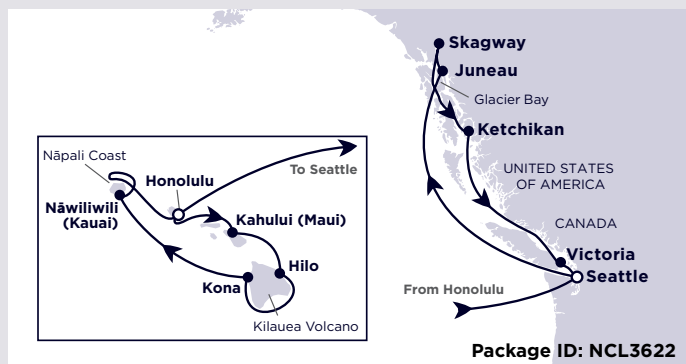 Skagway
Juneau
Glacier Bay
Ketchikan
UNITED STATES
OF AMERICA
CANADA
Victoria
Seattle
From Honolulu
Nāpali Coast
Honolulu
To Seattle
Nāwiliwili
(Kauai)
Kahului (Maui)
Hilo
Kona
Kilauea Volcano
Package ID: NCL3622